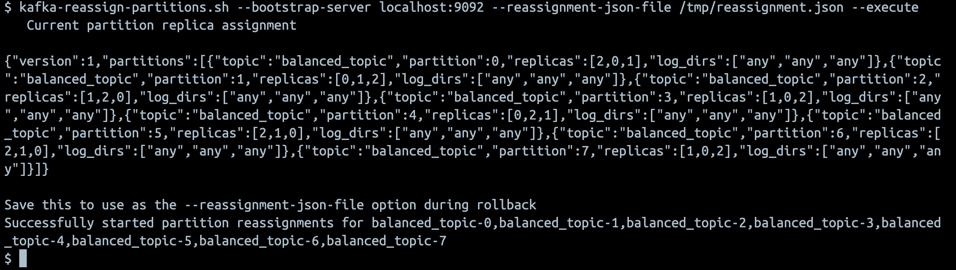 $ kafka-reassign-partitions.sh --bootstrap-server localhost:9092 --reassignment-json-file /tmp/reassignment.json --execute
Current partition replica assignment
{"version":1,"partitions":[{"topic":"balanced_topic","partition":0,"replicas":[2,0,1],"log_dirs":["any","any","any"]},{"topic
":"balanced_topic","partition":1,"replicas":[0,1,2],"log_dirs":["any","any","any"]},{"topic":"balanced_topic","partition":2,"
replicas":[1,2,0],"log_dirs":["any","any","any"]},{"topic":"balanced_topic","partition":3,"replicas":[1,0,2],"log_dirs":["any
","any","any"]},{"topic":"balanced_topic","partition":4,"replicas":[0,2,1],"log_dirs":["any","any","any"]},{"topic":"balanced
_topic","partition":5,"replicas":[2,1,0],"log_dirs":["any","any","any"]},{"topic":"balanced_topic","partition":6,"replicas":[
2,1,0],"log_dirs":["any","any","any"]},{"topic":"balanced_topic","partition":7,"replicas":[1,0,2],"log_dirs":["any","any","an
y"]}]}
Save this to use as the --reassignment-json-file option during rollback
Successfully started partition reassignments for balanced_topic-0,balanced_topic-1,balanced_topic-2,balanced_topic-3,balanced
_topic-4,balanced_topic-5,balanced_topic-6,balanced_topic-7
$